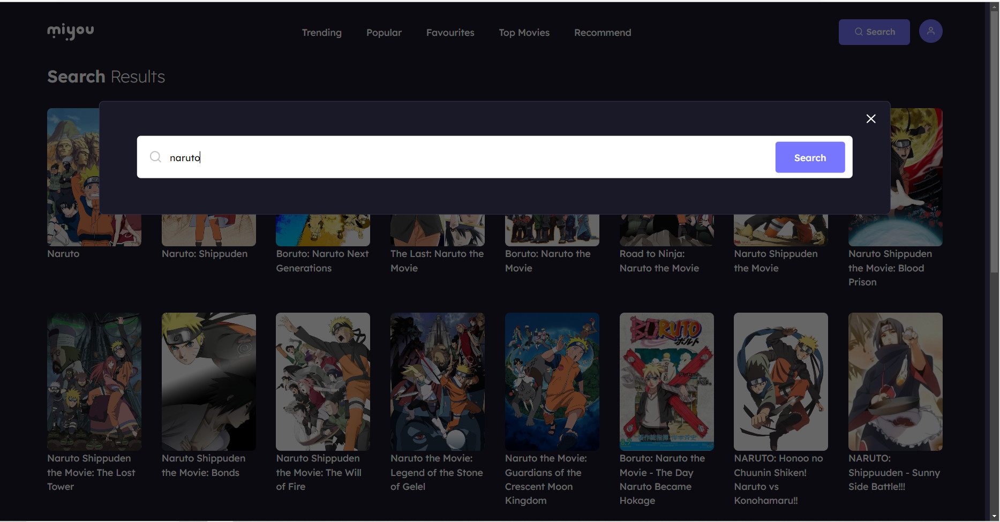 miyou
Trending Popular Favourites Top Movies Recommend
Search
Search Results
naruto
Search
Naruto
Naruto: Shippuden
Boruto: Naruto Next
Generations
The Last: Naruto the
Movie
Boruto: Naruto the
Movie
Road to Ninja:
Naruto the Movie
Naruto Shippuden
the Movie
Naruto Shippuden
the Movie: Blood
Prison
BORUTO
ボルト
8.7
Naruto Shippuden
the Movie: The Lost
Tower
Naruto Shippuden
the Movie: Bonds
Naruto Shippuden
the Movie: The Will
of Fire
Naruto the Movie:
Legend of the Stone
of Gelel
Naruto the Movie:
Guardians of the
Crescent Moon
Kingdom
Boruto: Naruto the
Movie - The Day
Naruto Became
Hokage
NARUTO: Honoo no
Chuunin Shiken!
Naruto vs
Konohamaru!!
NARUTO:
Shippuuden - Sunny
Side Battle!!!